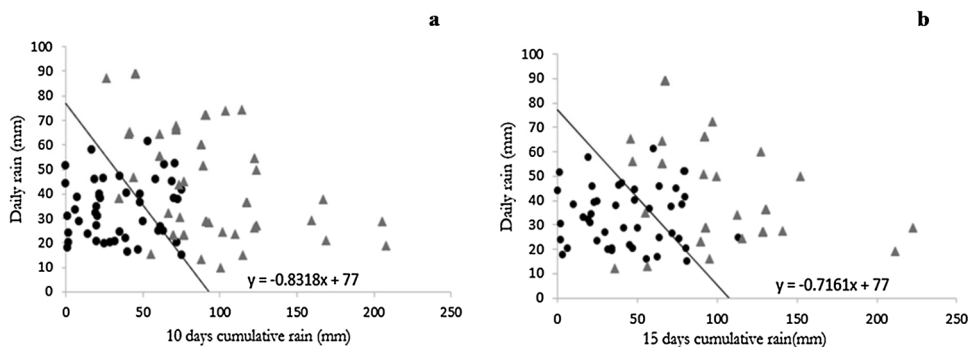 a
100
90
80
70
60
50
40
30
20
10
0
Daily rain (mm)
y = -0.8318x + 77
0 50 100 150 200 250
10 days cumulative rain (mm)
b
100
90
80
70
60
50
40
30
20
10
0
Daily rain(mm)
y = -0.7161x + 77
0 50 100 150 200 250
15 days cumulative rain(mm)